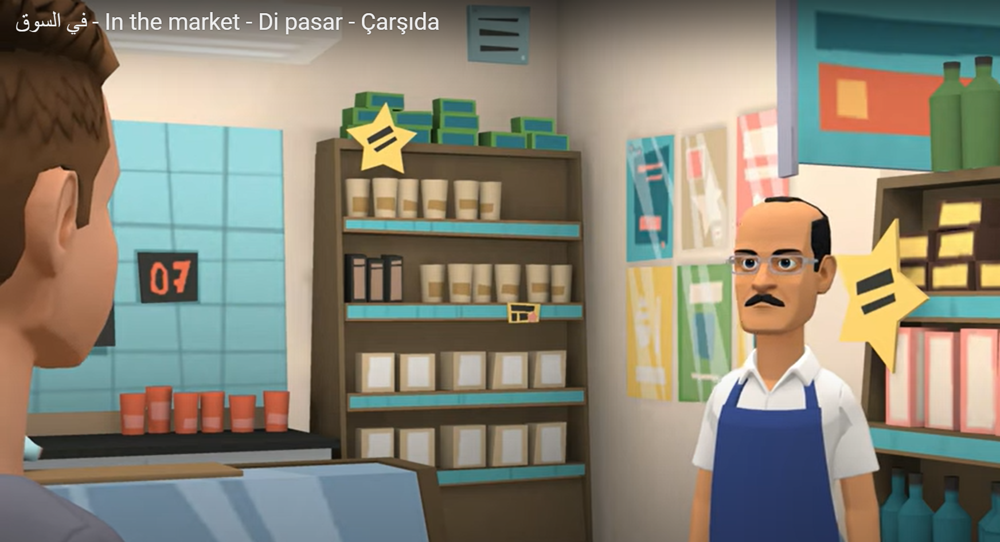 في السوق - In the market - Di pasar - Çarşıda
07